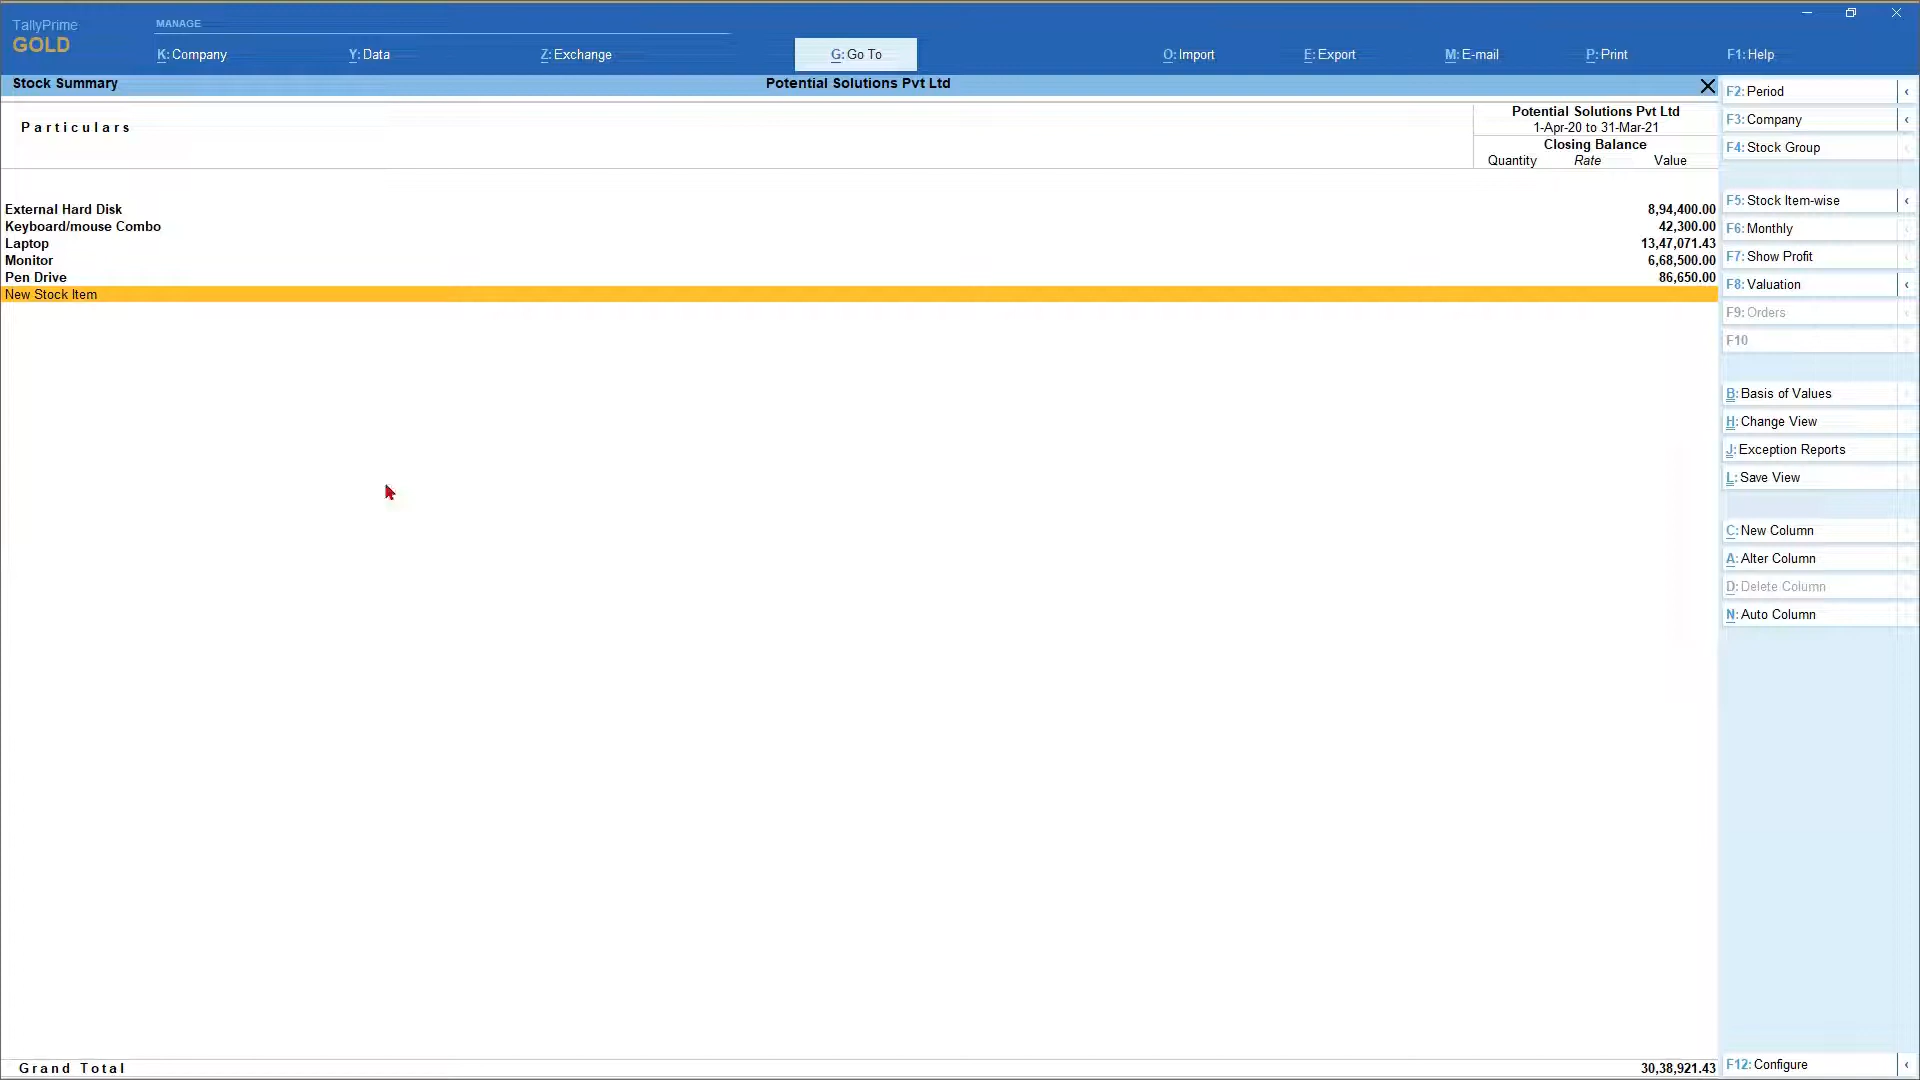 TallyPrime
GOLD
MANAGE
K: Company
Y: Data
Z: Exchange
G: Go To
O: Import
E: Export
M: E-mail
P: Print
F1: Help
Stock Summary
Potential Solutions Pvt Ltd
Particulars
Potential Solutions Pvt Ltd
1-Apr-20 to 31-Mar-21
Closing Balance
Quantity Rate Value
External Hard Disk 8,94,400.00
Keyboard/mouse Combo 42,300.00
Laptop 13,47,071.43
Monitor 6,68,500.00
Pen Drive 86,650.00
New Stock Item
Grand Total 30,38,921.43
F2: Period
F3: Company
F4: Stock Group
F5: Stock Item-wise
F6: Monthly
F7: Show Profit
F8: Valuation
F9: Orders
F10
B: Basis of Values
H: Change View
J: Exception Reports
L: Save View
C: New Column
A: Alter Column
D: Delete Column
N: Auto Column
F12: Configure